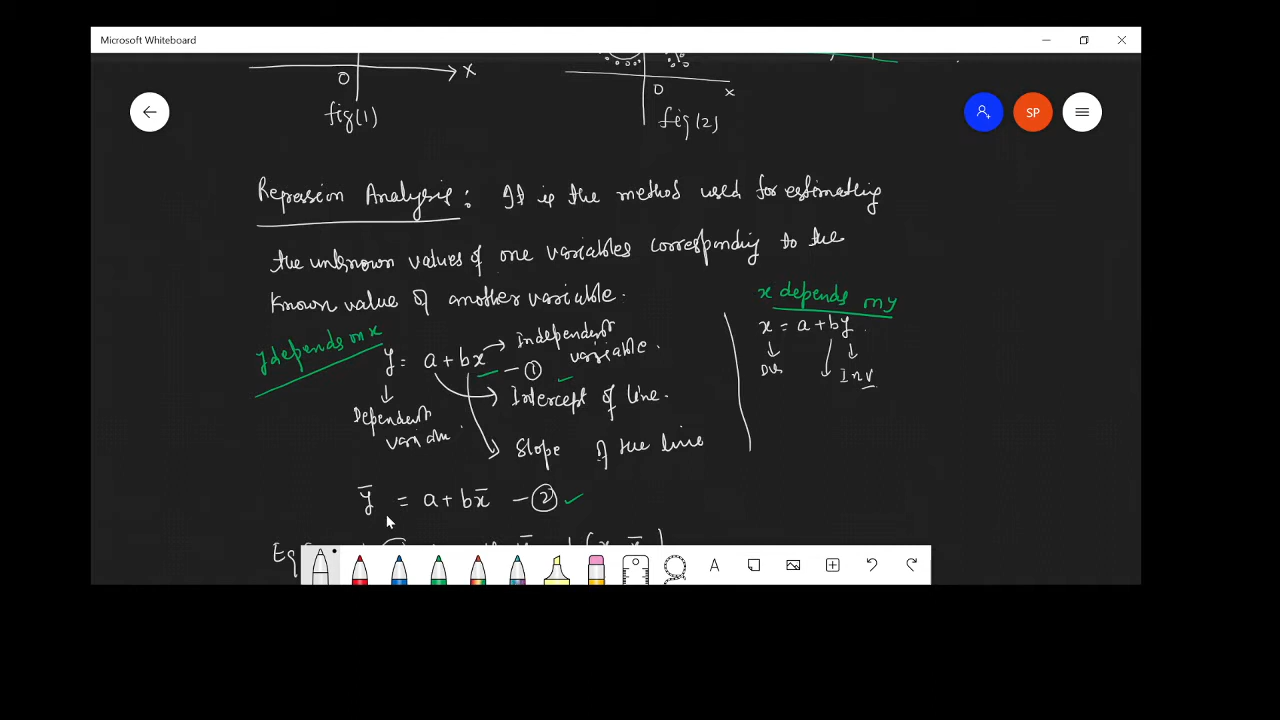 Microsoft Whiteboard
O
X
fig(1)
O
x
fig(2)
SP
Regression Analysis : It is the method used for estimating
the unknown values of one variables corresponding to the
known value of another variable.
y depends on x
y = a + bx — ①
Independent
variable.
Intercept of line.
Slope of the line
Dependent
variable
x depends on y
x = a + by .
Inv
ȳ = a + bx̄ — ②
Eq
A